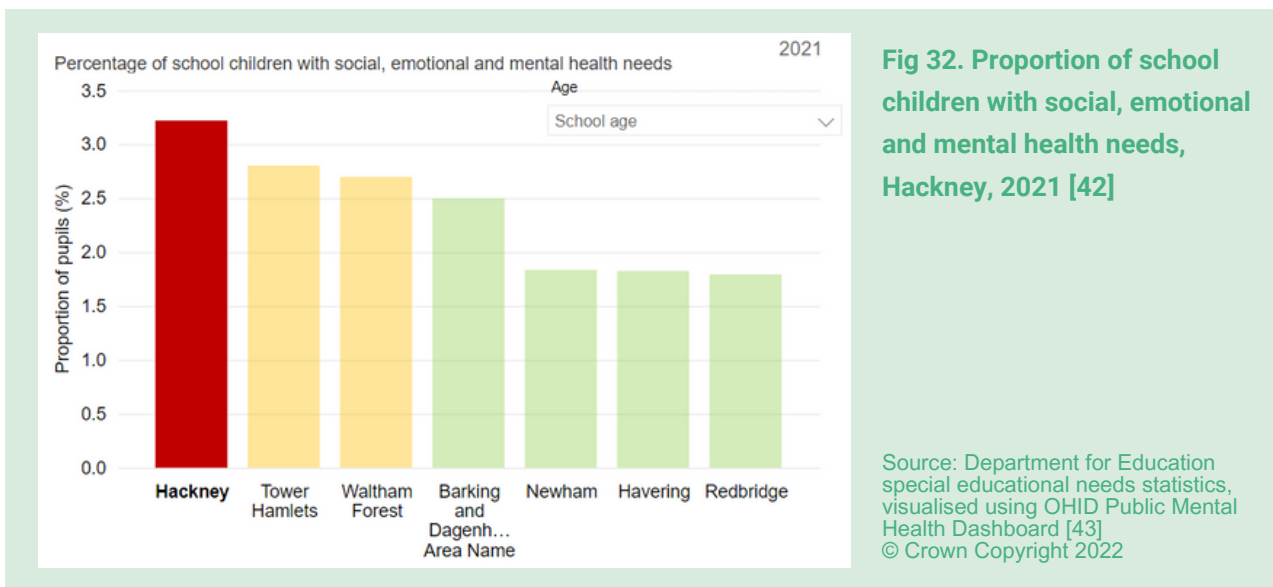 2021
Percentage of school children with social, emotional and mental health needs
Age
School age
3.5
3.0
2.5
2.0
1.5
1.0
0.5
0.0
Proportion of pupils (%)
Hackney
Tower
Hamlets
Waltham
Forest
Barking
and
Dagenh...
Newham
Havering
Redbridge
Area Name
Fig 32. Proportion of school
children with social, emotional
and mental health needs,
Hackney, 2021 [42]
Source: Department for Education
special educational needs statistics,
visualised using OHID Public Mental
Health Dashboard [43]
© Crown Copyright 2022